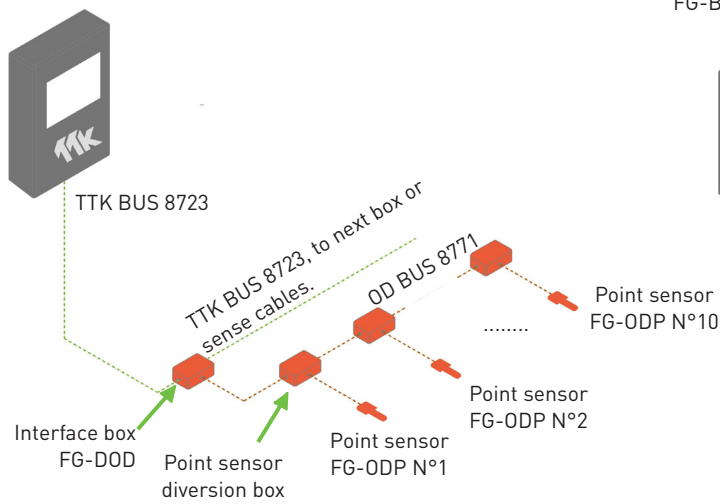 FG-B
TTK
TTK BUS 8723
TTK BUS 8723, to next box or
sense cables.
OD BUS 8771
Point sensor
FG-ODP N°10
........
Point sensor
FG-ODP N°2
Point sensor
FG-ODP N°1
Interface box
FG-DOD
Point sensor
diversion box